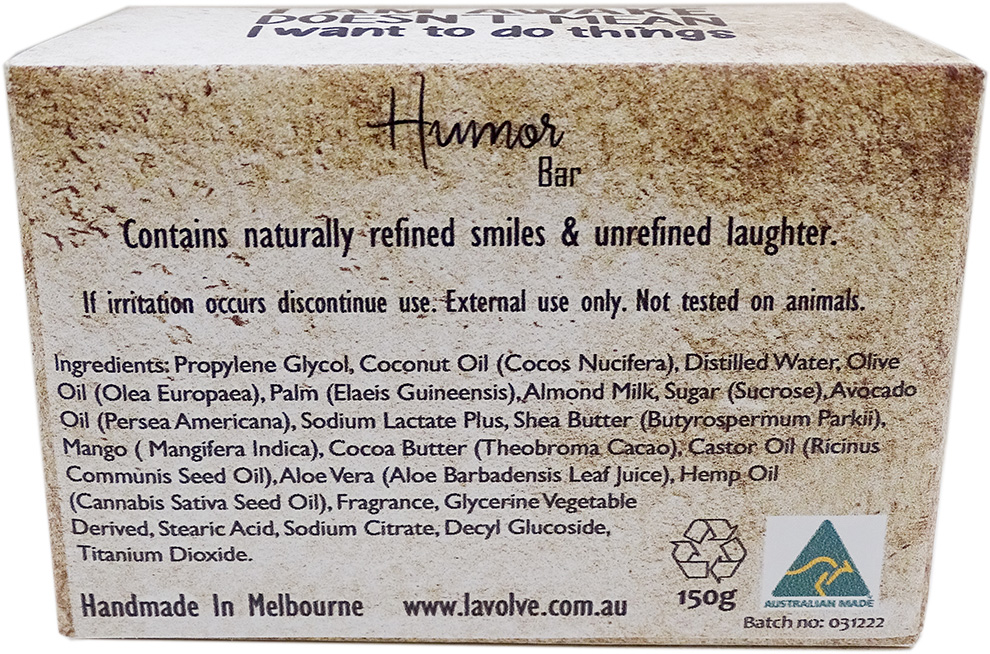 I AM AWAKE
DOESN'T MEAN
I want to do things
Humor
Bar
Contains naturally refined smiles & unrefined laughter.
If irritation occurs discontinue use. External use only. Not tested on animals.
Ingredients: Propylene Glycol, Coconut Oil (Cocos Nucifera), Distilled Water, Olive
Oil (Olea Europaea), Palm (Elaeis Guineensis), Almond Milk, Sugar (Sucrose), Avocado
Oil (Persea Americana), Sodium Lactate Plus, Shea Butter (Butyrospermum Parkii),
Mango ( Mangifera Indica), Cocoa Butter (Theobroma Cacao), Castor Oil (Ricinus
Communis Seed Oil), Aloe Vera (Aloe Barbadensis Leaf Juice), Hemp Oil
(Cannabis Sativa Seed Oil), Fragrance, Glycerine Vegetable
Derived, Stearic Acid, Sodium Citrate, Decyl Glucoside,
Titanium Dioxide.
150g
AUSTRALIAN MADE
Handmade In Melbourne www.lavolve.com.au
Batch no: 031222